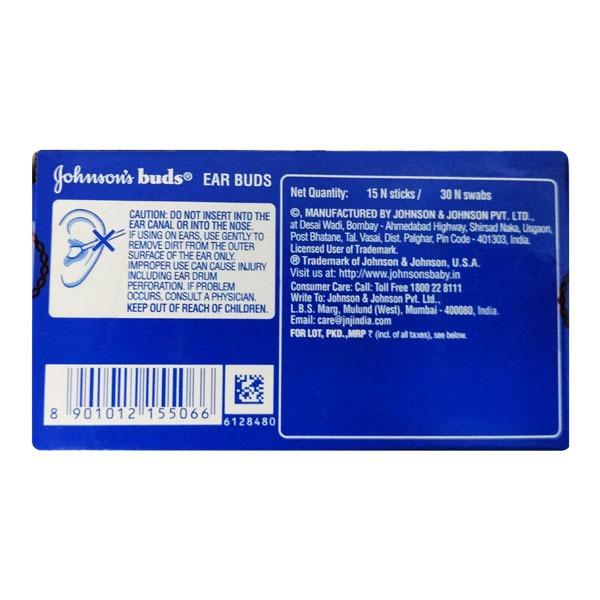 Johnson's buds® EAR BUDS
CAUTION: DO NOT INSERT INTO THE
EAR CANAL OR INTO THE NOSE.
IF USING ON EARS, USE GENTLY TO
REMOVE DIRT FROM THE OUTER
SURFACE OF THE EAR ONLY.
IMPROPER USE CAN CAUSE INJURY
INCLUDING EAR DRUM
PERFORATION. IF PROBLEM
OCCURS, CONSULT A PHYSICIAN.
KEEP OUT OF REACH OF CHILDREN.
8 901012 155066
6128480
Net Quantity: 15 N sticks / 30 N swabs
©, MANUFACTURED BY JOHNSON & JOHNSON PVT. LTD.,
at Desai Wadi, Bombay - Ahmedabad Highway, Shirsad Naka, Usgaon,
Post Bhatane, Tal. Vasai, Dist. Palghar, Pin Code - 401303, India.
Licensed User of Trademark.
® Trademark of Johnson & Johnson, U.S.A.
Visit us at: http://www.johnsonsbaby.in
Consumer Care: Call: Toll Free 1800 22 8111
Write To: Johnson & Johnson Pvt. Ltd.,
L.B.S. Marg, Mulund (West), Mumbai - 400080, India.
Email: care@jnjindia.com
FOR LOT, PKD.,MRP ₹ (incl. of all taxes), see below.